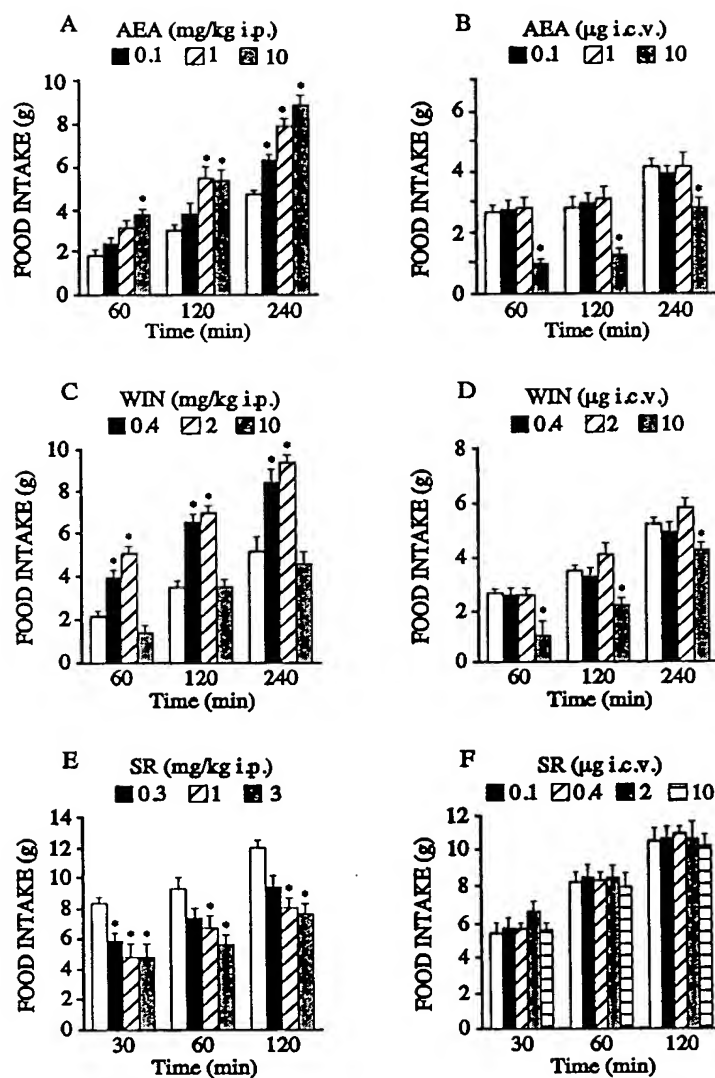 A
AEA (mg/kg i.p.)
0.1 1 10
FOOD INTAKE (g)
10
8
6
4
2
0
60 120 240
Time (min)
B
AEA (µg i.c.v.)
0.1 1 10
FOOD INTAKE (g)
6
4
2
0
60 120 240
Time (min)
C
WIN (mg/kg i.p.)
0.4 2 10
FOOD INTAKE (g)
10
8
6
4
2
0
60 120 240
Time (min)
D
WIN (µg i.c.v.)
0.4 2 10
FOOD INTAKE (g)
8
6
4
2
0
60 120 240
Time (min)
E
SR (mg/kg i.p.)
0.3 1 3
FOOD INTAKE (g)
14
12
10
8
6
4
2
0
30 60 120
Time (min)
F
SR (µg i.c.v.)
0.1 0.4 2 10
FOOD INTAKE (g)
12
10
8
6
4
2
0
30 60 120
Time (min)